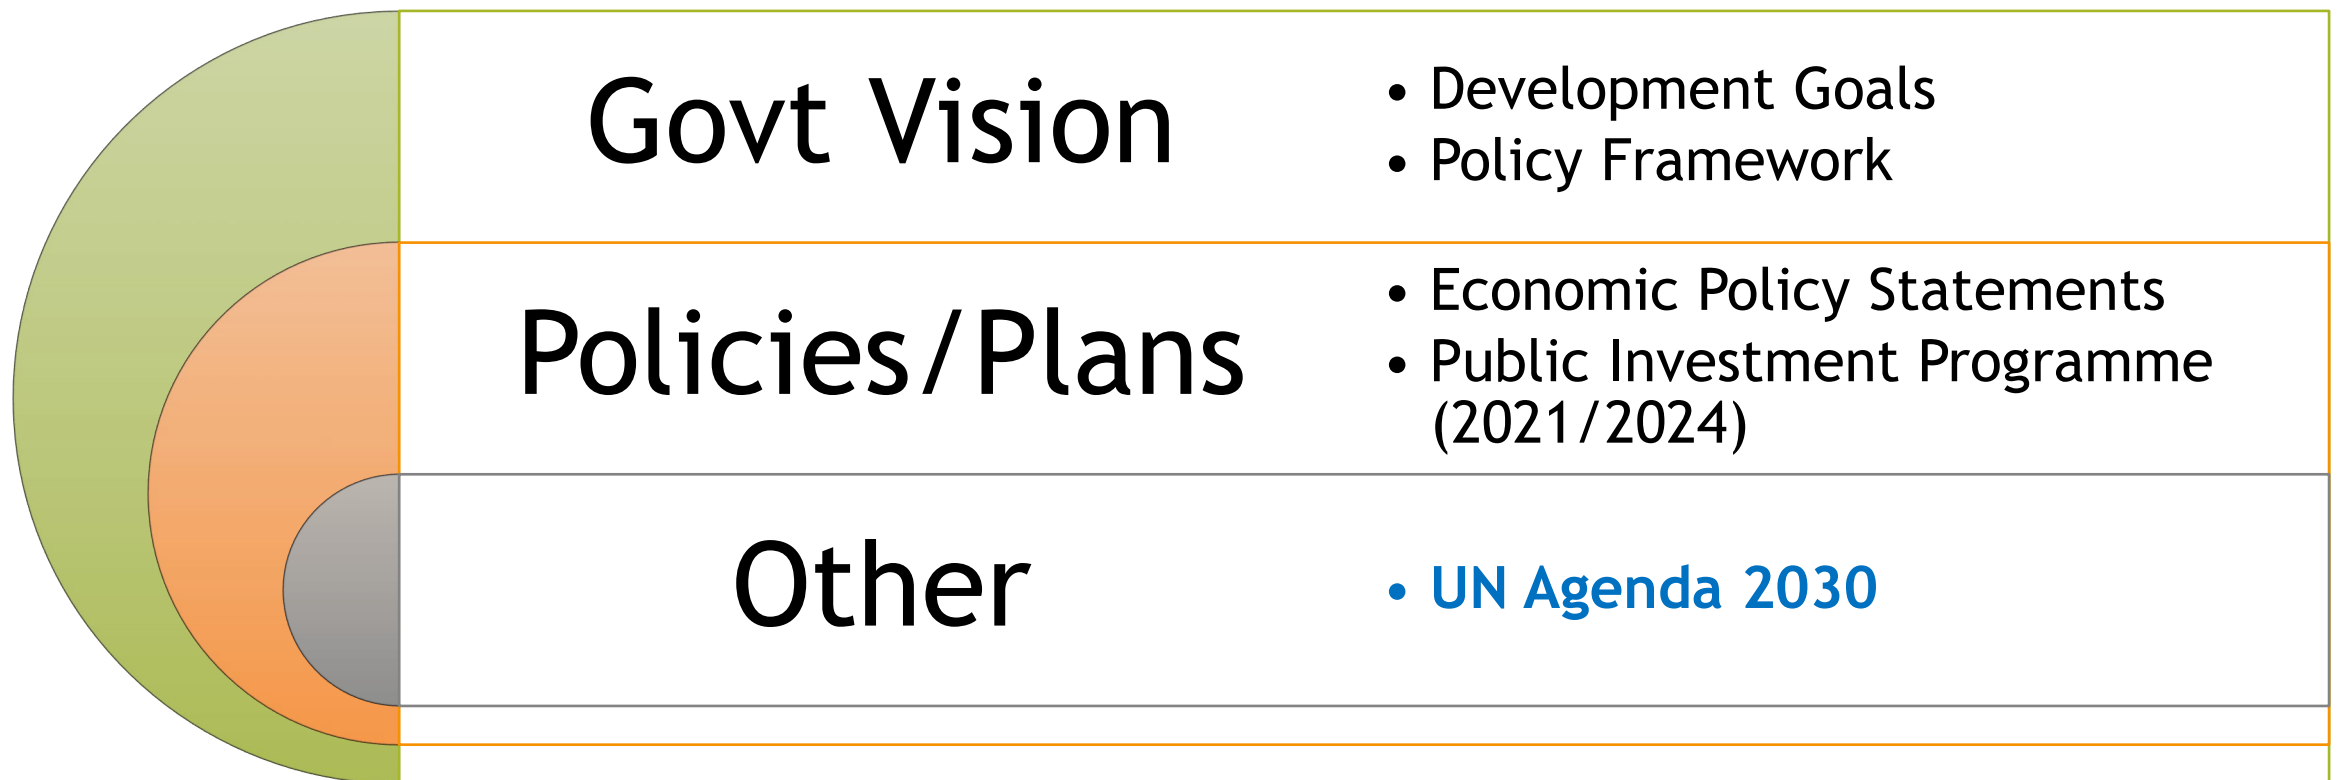 Govt Vision
• Development Goals
• Policy Framework
Policies/Plans
• Economic Policy Statements
• Public Investment Programme
(2021/2024)
Other
• UN Agenda 2030